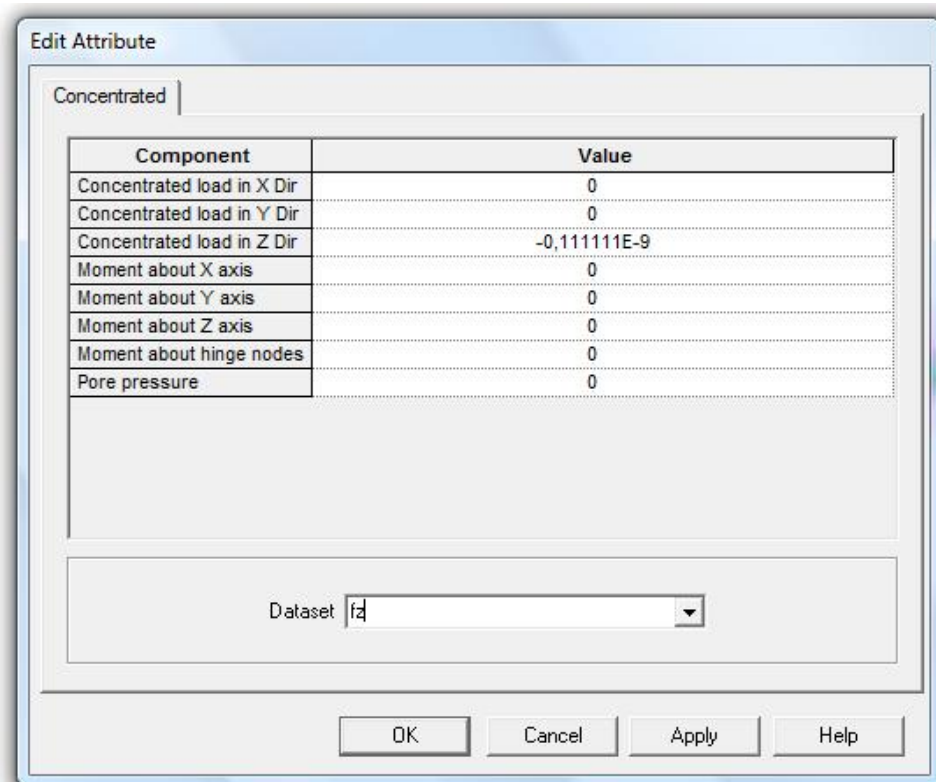 Edit Attribute
Concentrated
Component Value
Concentrated load in X Dir 0
Concentrated load in Y Dir 0
Concentrated load in Z Dir -0,111111E-9
Moment about X axis 0
Moment about Y axis 0
Moment about Z axis 0
Moment about hinge nodes 0
Pore pressure 0
Dataset fz
OK Cancel Apply Help